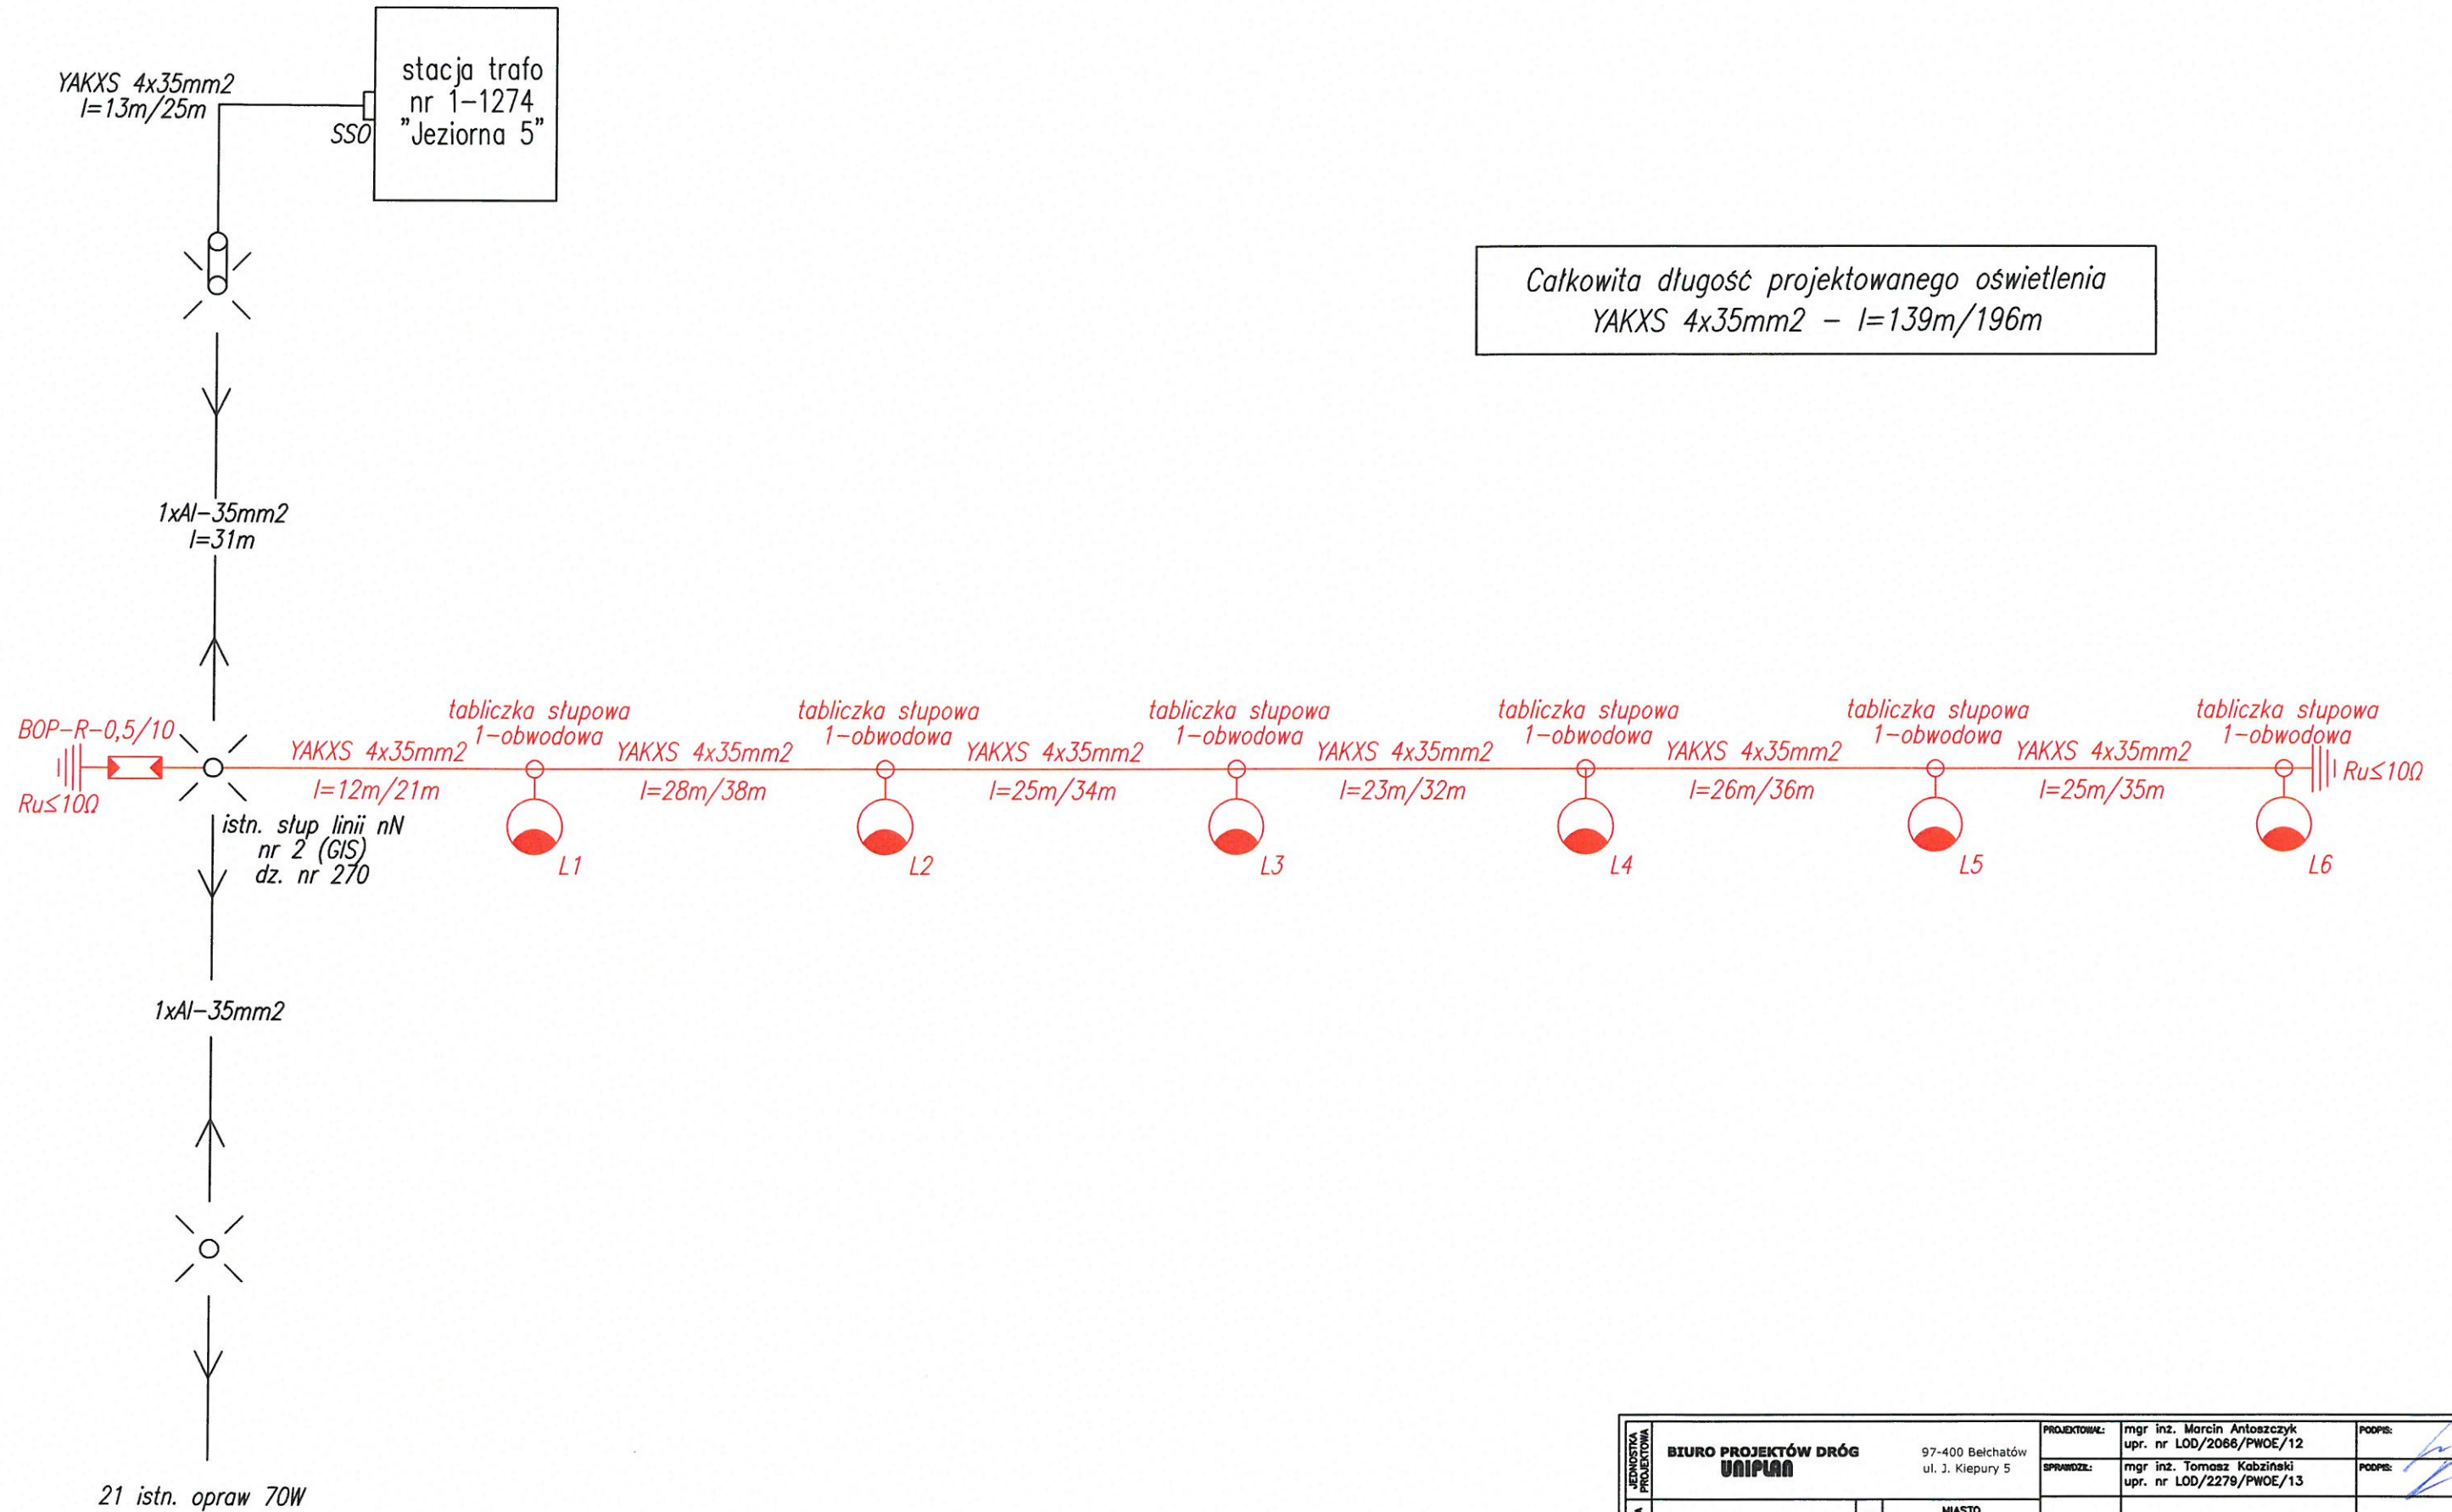 YAKXS 4x35mm2
l=13m/25m
SSO
stacja trafo
nr 1-1274
"Jeziorna 5"
Całkowita długość projektowanego oświetlenia
YAKXS 4x35mm2 - l=139m/196m
1xAl-35mm2
l=31m
BOP-R-0,5/10
Ru≤10Ω
YAKXS 4x35mm2
l=12m/21m
tabliczka słupowa
1-obwodowa
L1
YAKXS 4x35mm2
l=28m/38m
tabliczka słupowa
1-obwodowa
L2
YAKXS 4x35mm2
l=25m/34m
tabliczka słupowa
1-obwodowa
L3
YAKXS 4x35mm2
l=23m/32m
tabliczka słupowa
1-obwodowa
L4
YAKXS 4x35mm2
l=26m/36m
tabliczka słupowa
1-obwodowa
L5
YAKXS 4x35mm2
l=25m/35m
tabliczka słupowa
1-obwodowa
L6
Ru≤10Ω
istn. słup linii nN
nr 2 (GIS)
dz. nr 270
1xAl-35mm2
21 istn. opraw 70W
JEDNOSTKA
PROJEKTOWA
BIURO PROJEKTÓW DRÓG
UNIPLAN
97-400 Bełchatów
ul. J. Kiepury 5
PROJEKTOWAŁ:
mgr inż. Marcin Antoszczyk
upr. nr LOD/2066/PWOE/12
PODPIS:
SPRAWDZIŁ:
mgr inż. Tomasz Kabziński
upr. nr LOD/2279/PWOE/13
PODPIS:
MIASTO